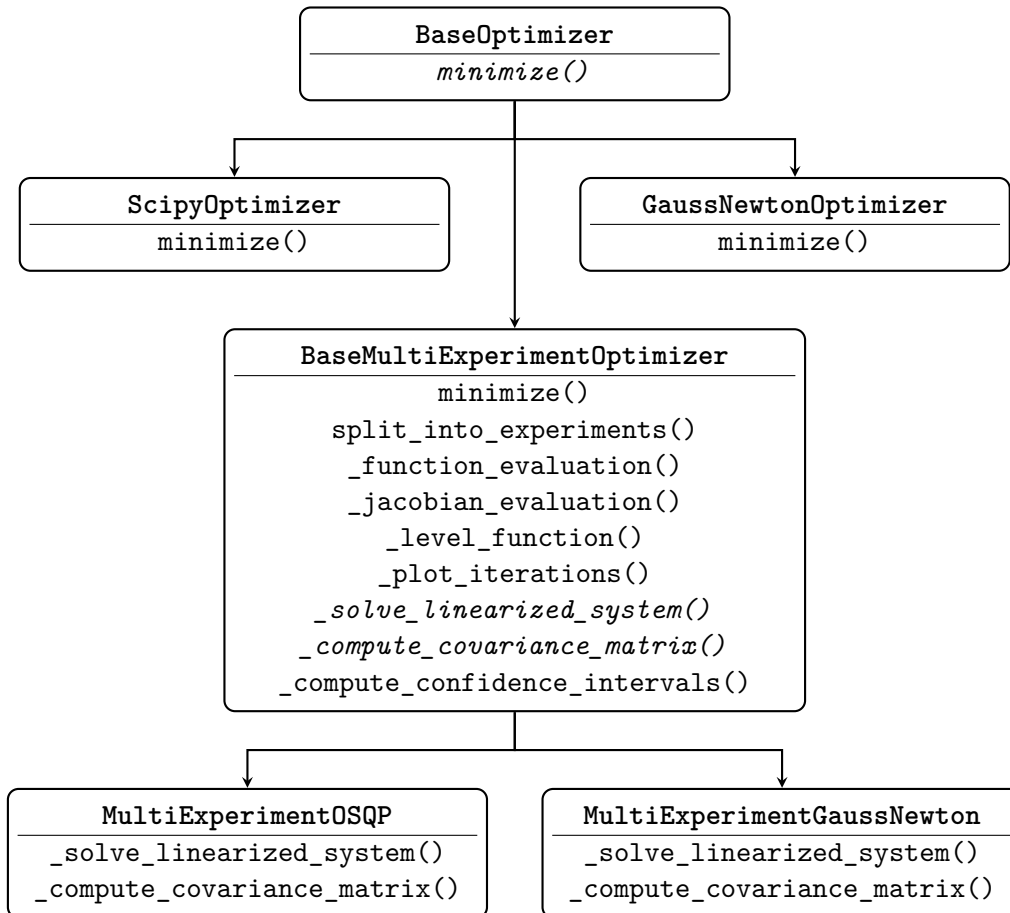 BaseOptimizer
minimize()
ScipyOptimizer
minimize()
GaussNewtonOptimizer
minimize()
BaseMultiExperimentOptimizer
minimize()
split_into_experiments()
_function_evaluation()
_jacobian_evaluation()
_level_function()
_plot_iterations()
_solve_linearized_system()
_compute_covariance_matrix()
_compute_confidence_intervals()
MultiExperimentOSQP
_solve_linearized_system()
_compute_covariance_matrix()
MultiExperimentGaussNewton
_solve_linearized_system()
_compute_covariance_matrix()